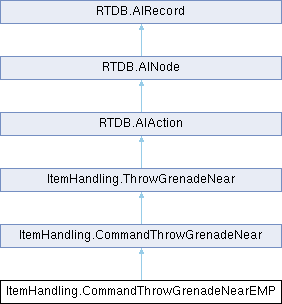 RTDB.AIRecord
RTDB.AINode
RTDB.AIAction
ItemHandling.ThrowGrenadeNear
ItemHandling.CommandThrowGrenadeNear
ItemHandling.CommandThrowGrenadeNearEMP